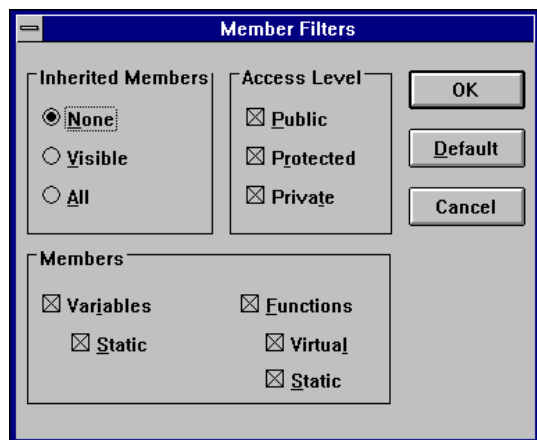 Member Filters
Inherited Members
None
Visible
All
Access Level
Public
Protected
Private
OK
Default
Cancel
Members
Variables
Static
Functions
Virtual
Static